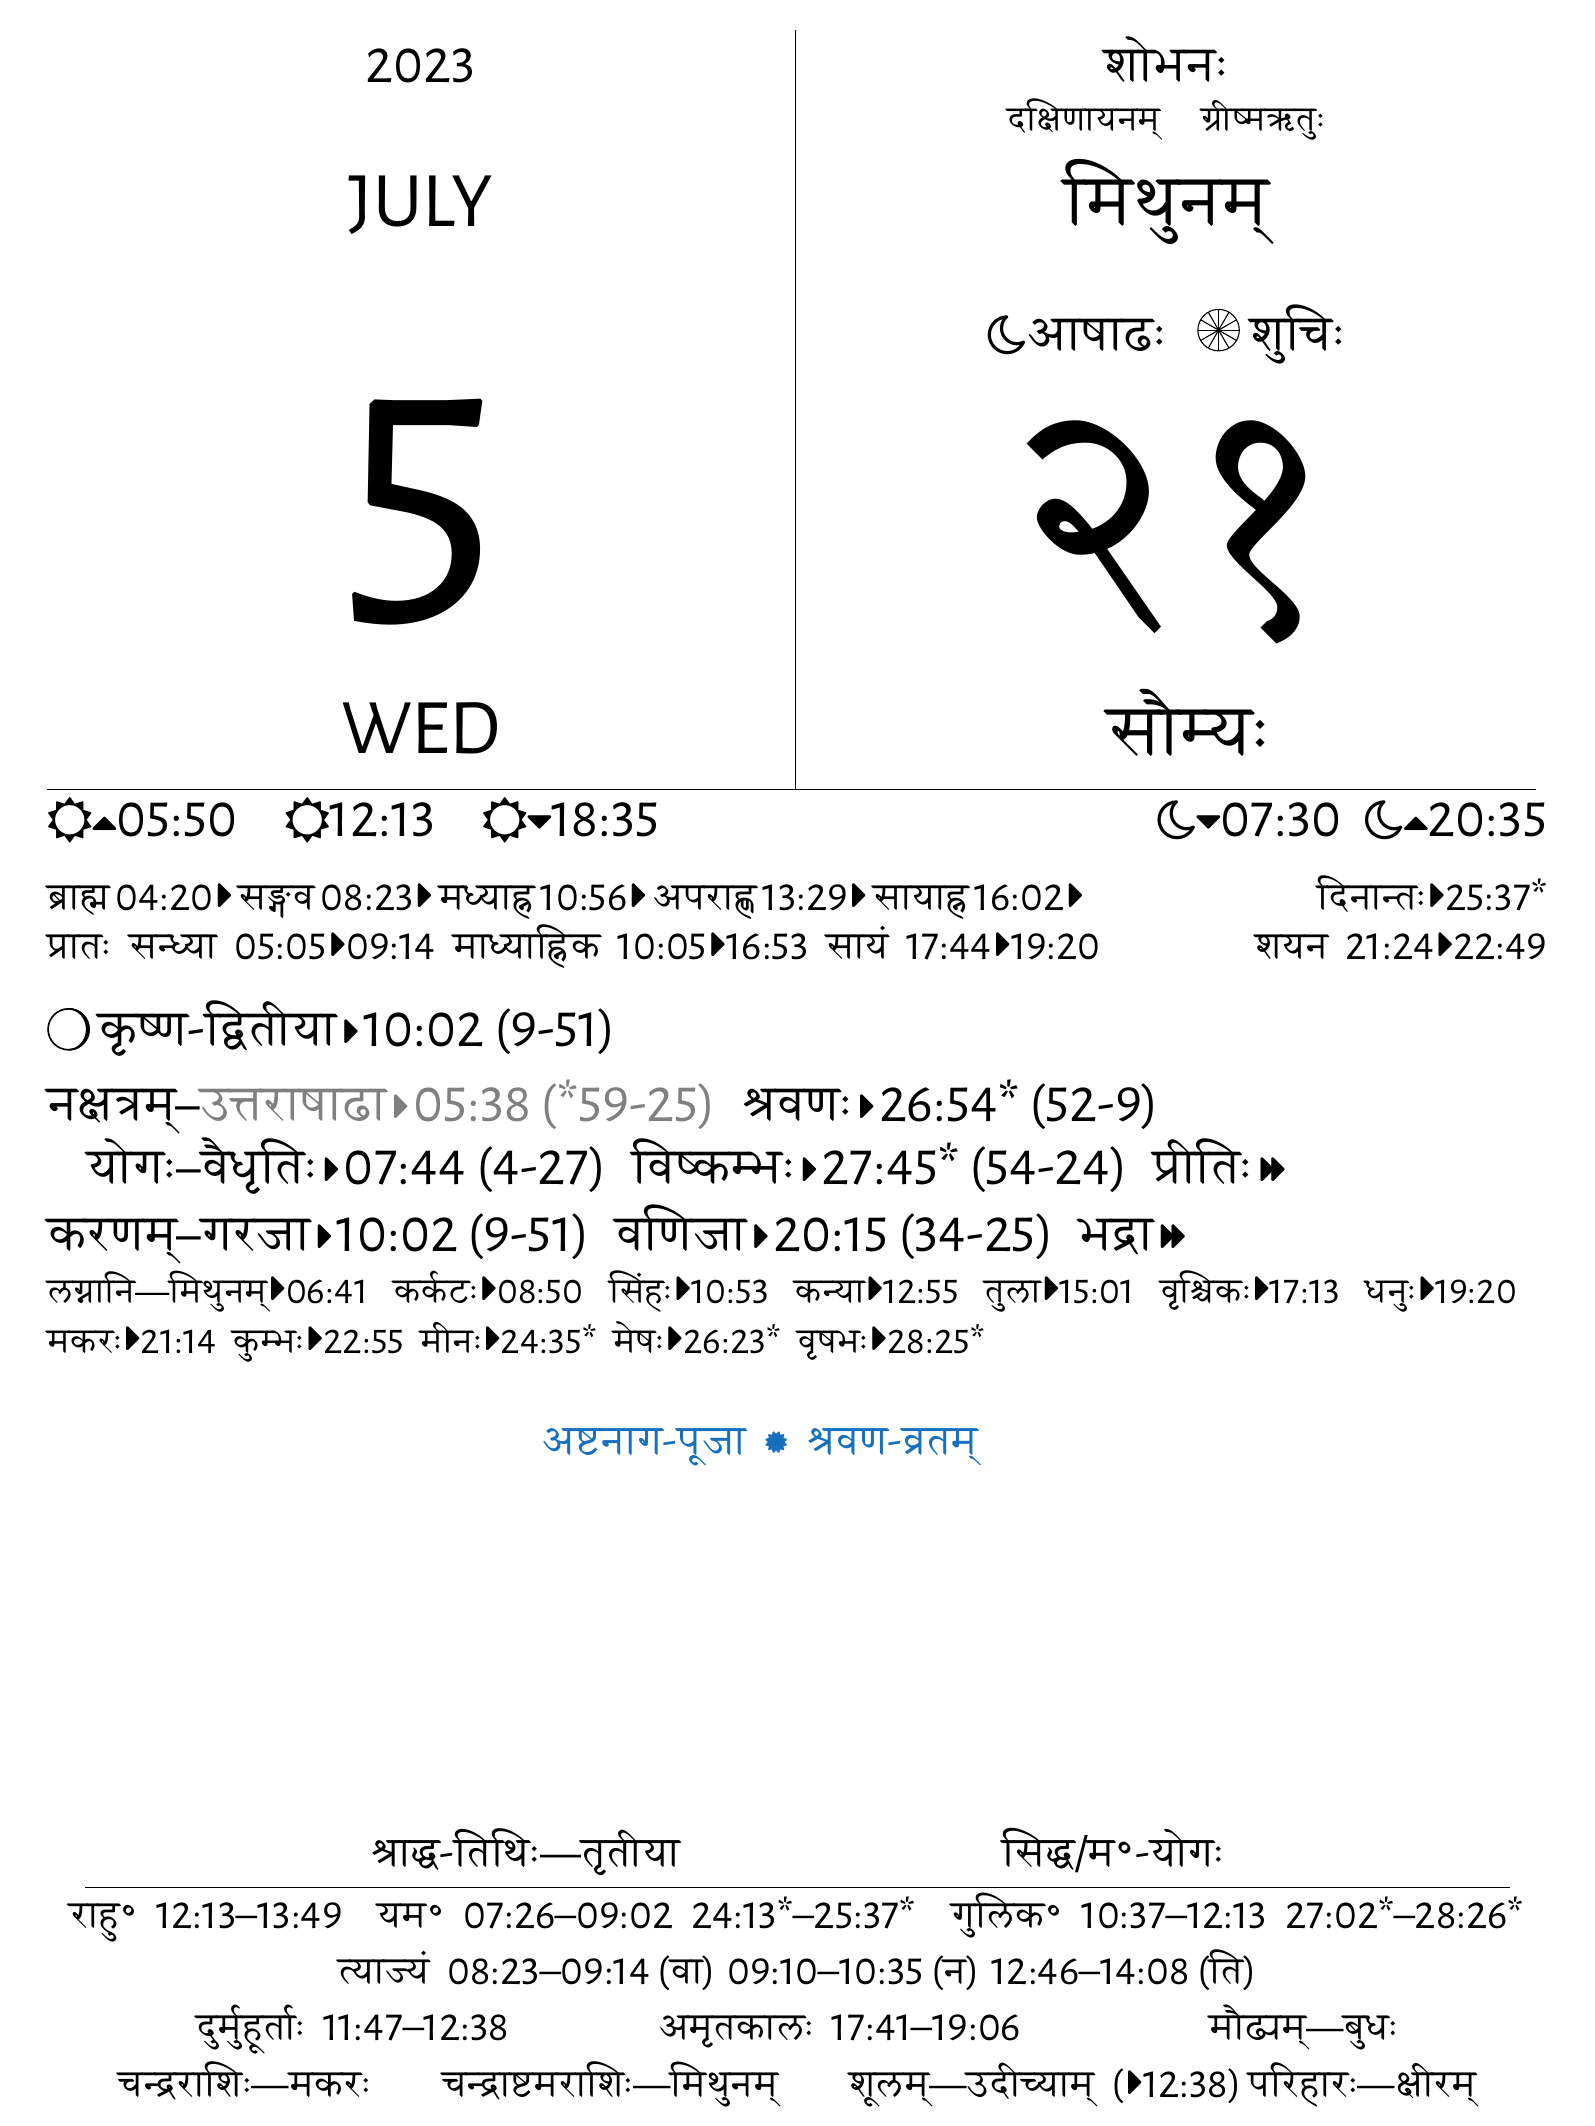 2023
JULY
5
WED
शोभनः
दक्षिणायनम् ग्रीष्मऋतुः
मिथुनम्
आषाढः शुचिः
२१
सौम्यः
05:50 12:13 18:35 07:30 20:35
ब्राह्म 04:20 सङ्गव 08:23 मध्याह्न 10:56 अपराह्ण 13:29 सायाह्न 16:02 दिनान्तः 25:37*
प्रातः सन्ध्या 05:05 09:14 माध्याह्निक 10:05 16:53 सायं 17:44 19:20 शयन 21:24 22:49
कृष्ण-द्वितीया 10:02 (9-51)
नक्षत्रम्–उत्तराषाढा 05:38 (*59-25) श्रवणः 26:54* (52-9)
योगः–वैधृतिः 07:44 (4-27) विष्कम्भः 27:45* (54-24) प्रीतिः
करणम्–गरजा 10:02 (9-51) वणिजा 20:15 (34-25) भद्रा
लग्नानि—मिथुनम् 06:41 कर्कटः 08:50 सिंहः 10:53 कन्या 12:55 तुला 15:01 वृश्चिकः 17:13 धनुः 19:20
मकरः 21:14 कुम्भः 22:55 मीनः 24:35* मेषः 26:23* वृषभः 28:25*
अष्टनाग-पूजा ✹ श्रवण-व्रतम्
श्राद्ध-तिथिः—तृतीया सिद्ध/म॰-योगः
राहु॰ 12:13–13:49 यम॰ 07:26–09:02 24:13*–25:37* गुलिक॰ 10:37–12:13 27:02*–28:26*
त्याज्यं 08:23–09:14 (वा) 09:10–10:35 (न) 12:46–14:08 (ति)
दुर्मुहूर्ताः 11:47–12:38 अमृतकालः 17:41–19:06 मौढ्यम्—बुधः
चन्द्रराशिः—मकरः चन्द्राष्टमराशिः—मिथुनम् शूलम्—उदीच्याम् (12:38) परिहारः—क्षीरम्